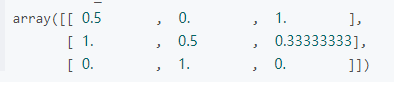 array([[ 0.5       , 0.        , 1.        ],
[ 1.        , 0.5       , 0.33333333],
[ 0.        , 1.        , 0.        ]])